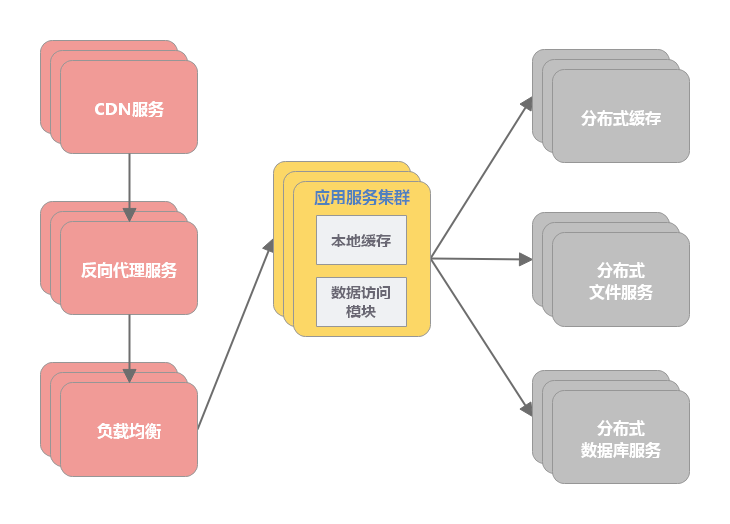 CDN服务
反向代理服务
负载均衡
应用服务集群
本地缓存
数据访问
模块
分布式缓存
分布式
文件服务
分布式
数据库服务